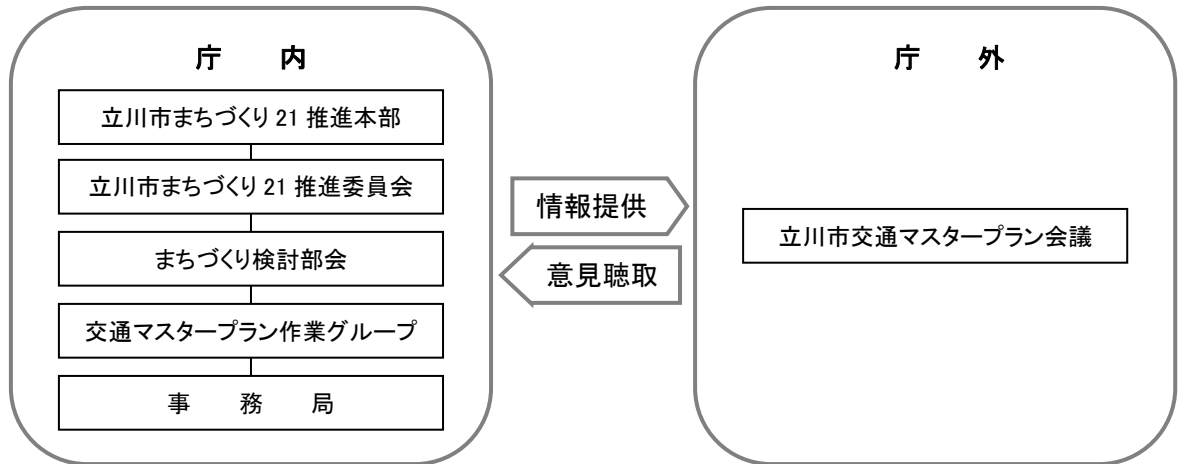 庁　内
立川市まちづくり 21 推進本部
立川市まちづくり 21 推進委員会
まちづくり検討部会
交通マスタープラン作業グループ
事　務　局
情報提供
意見聴取
庁　外
立川市交通マスタープラン会議